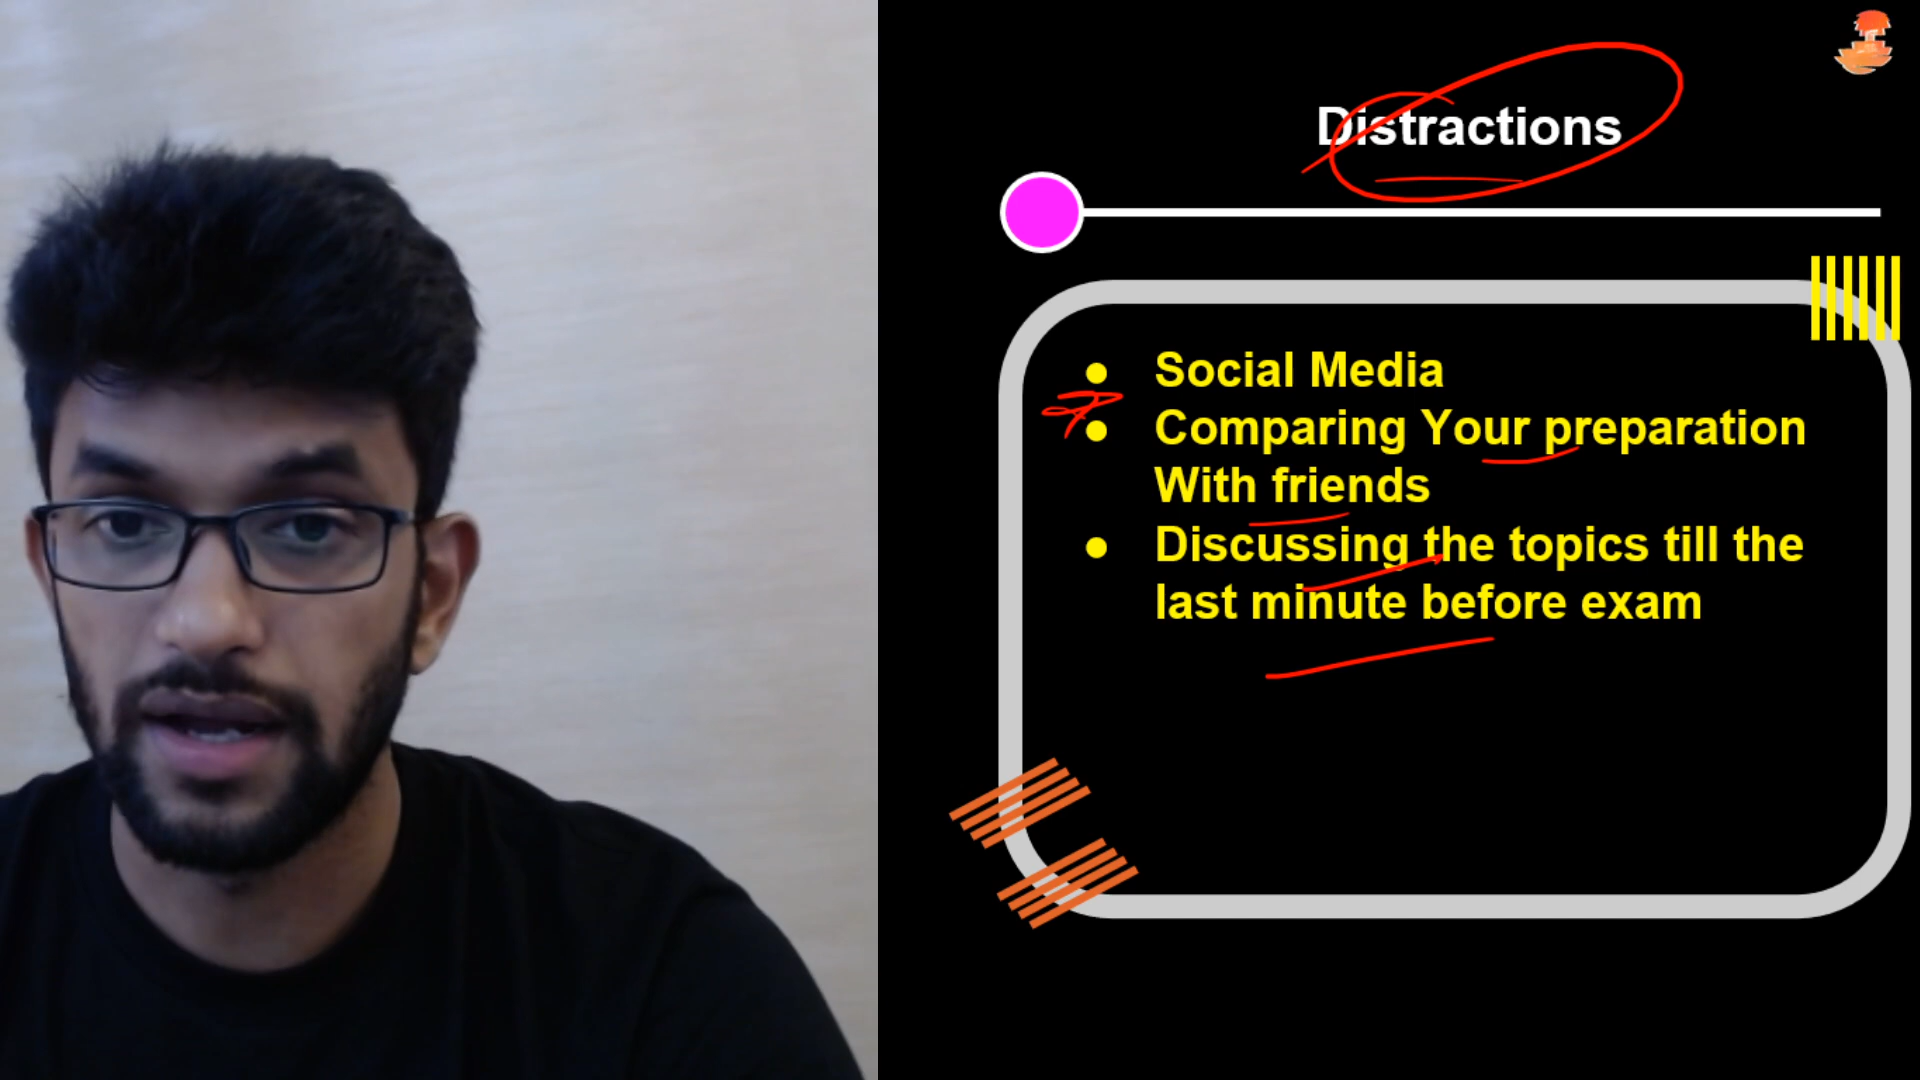 Distractions
● Social Media
● Comparing Your preparation
With friends
● Discussing the topics till the
last minute before exam